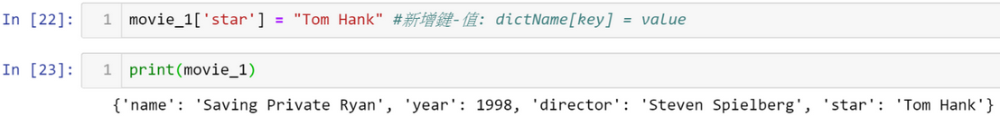 In [22]: 1 movie_1['star'] = "Tom Hank" #新增鍵-值: dictName[key] = value
In [23]: 1 print(movie_1)
{'name': 'Saving Private Ryan', 'year': 1998, 'director': 'Steven Spielberg', 'star': 'Tom Hank'}